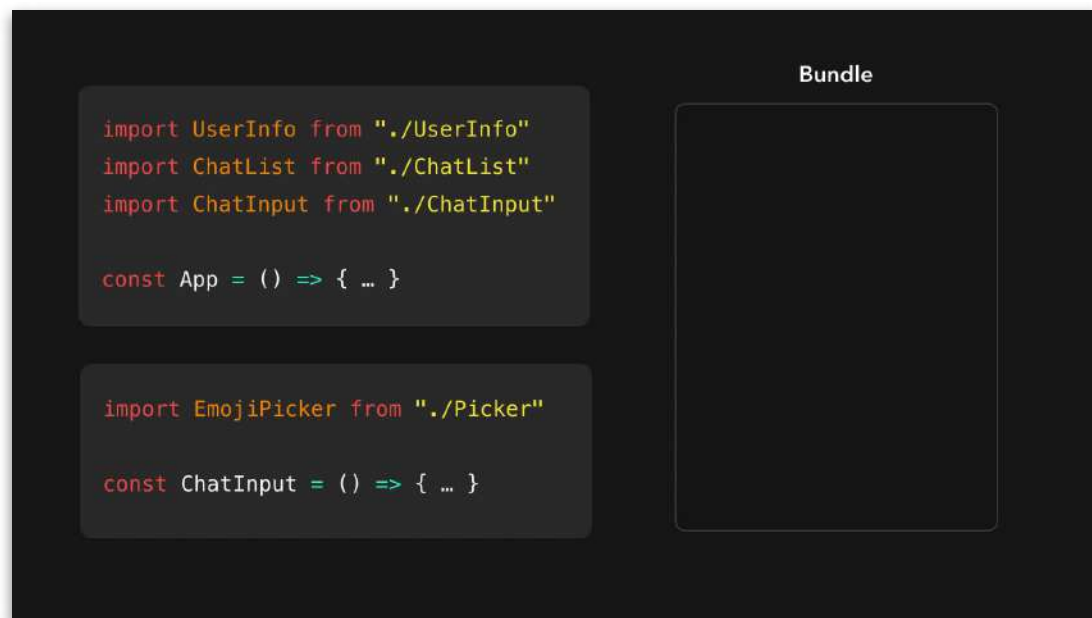 import UserInfo from "./UserInfo"
import ChatList from "./ChatList"
import ChatInput from "./ChatInput"
const App = () => { … }
import EmojiPicker from "./Picker"
const ChatInput = () => { … }
Bundle